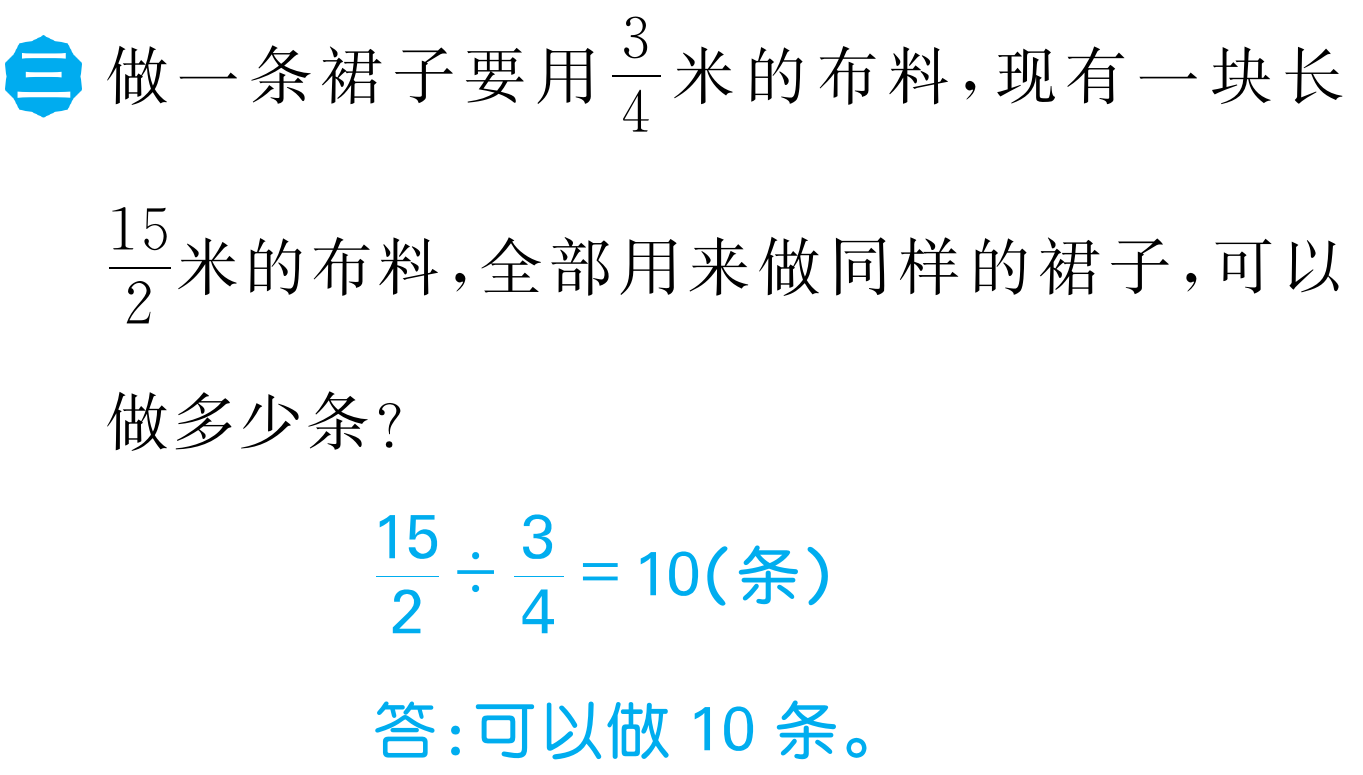 三 做一条裙子要用3/4米的布料,现有一块长
15/2米的布料,全部用来做同样的裙子,可以
做多少条?
15/2 ÷ 3/4 = 10(条)
答:可以做 10 条。